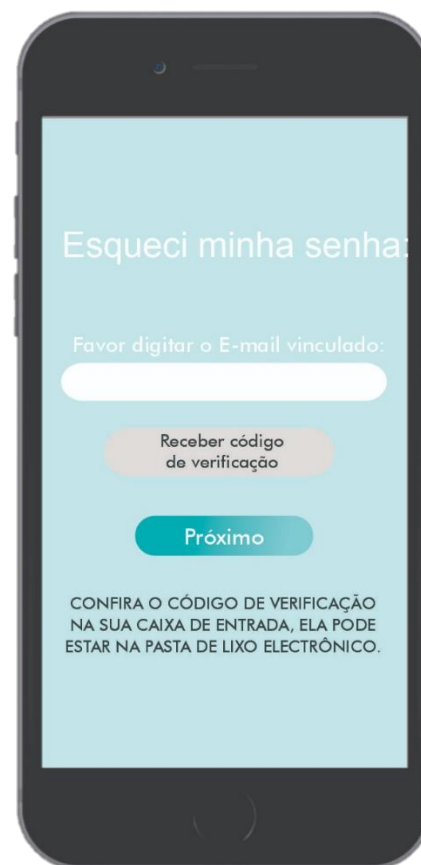 Esqueci minha senha:
Favor digitar o E-mail vinculado:
Receber código
de verificação
Próximo
CONFIRA O CÓDIGO DE VERIFICAÇÃO
NA SUA CAIXA DE ENTRADA, ELA PODE
ESTAR NA PASTA DE LIXO ELECTRÔNICO.